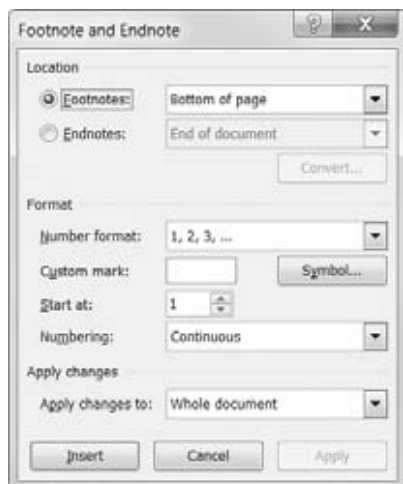 Footnote and Endnote
Location
Footnotes: Bottom of page
Endnotes: End of document
Convert...
Format
Number format: 1, 2, 3, ...
Custom mark: Symbol...
Start at: 1
Numbering: Continuous
Apply changes
Apply changes to: Whole document
Insert Cancel Apply